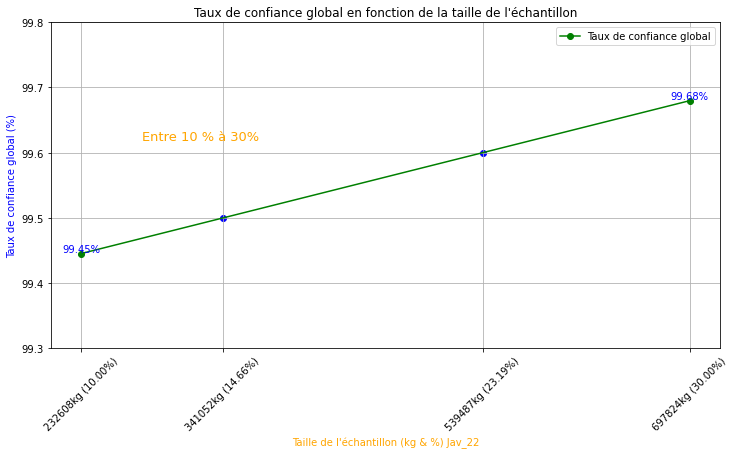 Taux de confiance global en fonction de la taille de l'échantillon
99.8
Taux de confiance global
99.7
99.68%
Entre 10 % à 30%
99.6
Taux de confiance global (%)
99.5
99.45%
99.4
99.3
232608kg (10.00%)
341052kg (14.66%)
539487kg (23.19%)
697824kg (30.00%)
Taille de l'échantillon (kg & %) Jav_22